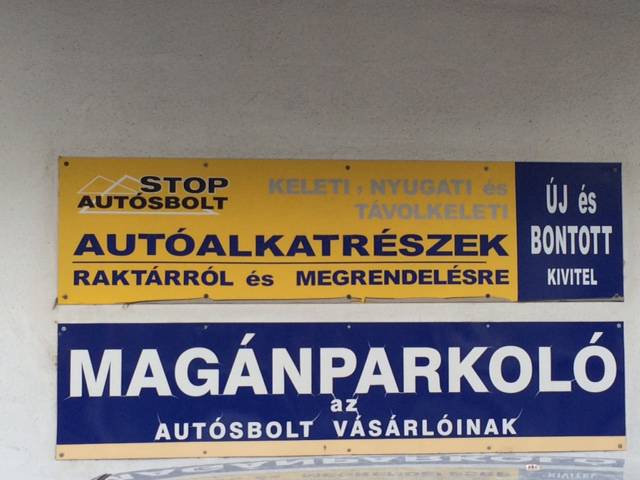 STOP
AUTÓSBOLT
KELETI, NYUGATI és
TÁVOLKELETI
AUTÓALKATRÉSZEK
RAKTÁRRÓL és MEGRENDELÉSRE
ÚJ és
BONTOTT
KIVITEL
MAGÁNPARKOLÓ
az
AUTÓSBOLT VÁSÁRLÓINAK